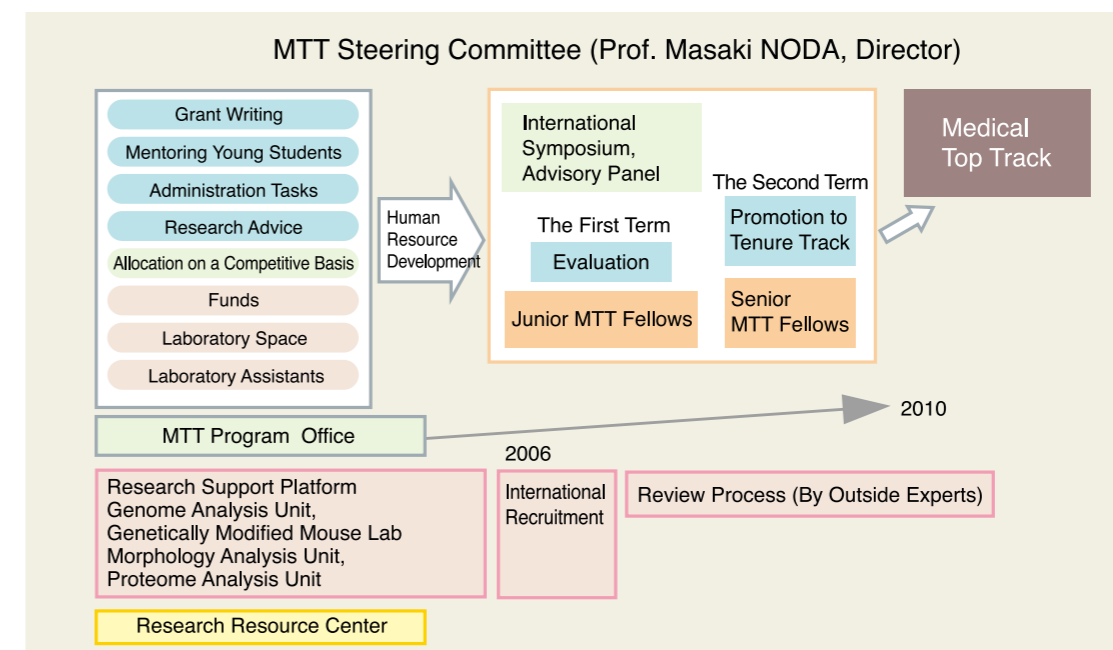 MTT Steering Committee (Prof. Masaki NODA, Director)
Grant Writing
Mentoring Young Students
Administration Tasks
Research Advice
Allocation on a Competitive Basis
Funds
Laboratory Space
Laboratory Assistants
Human
Resource
Development
International
Symposium,
Advisory Panel
The First Term
Evaluation
Junior MTT Fellows
The Second Term
Promotion to
Tenure Track
Senior
MTT Fellows
Medical
Top Track
MTT Program Office
2010
2006
Research Support Platform
Genome Analysis Unit,
Genetically Modified Mouse Lab
Morphology Analysis Unit,
Proteome Analysis Unit
International
Recruitment
Review Process (By Outside Experts)
Research Resource Center